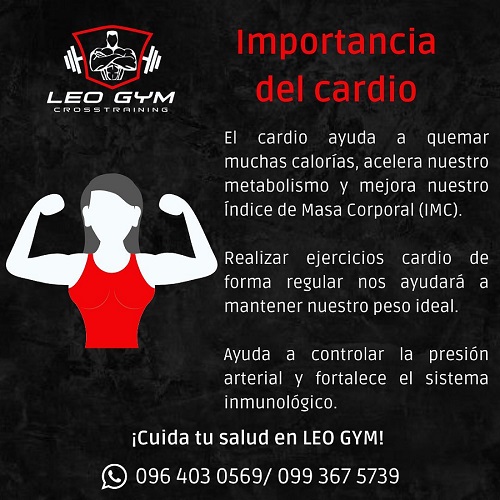 LEO GYM
CROSSTRAINING
Importancia
del cardio
El cardio ayuda a quemar
muchas calorías, acelera nuestro
metabolismo y mejora nuestro
Índice de Masa Corporal (IMC).
Realizar ejercicios cardio de
forma regular nos ayudará a
mantener nuestro peso ideal.
Ayuda a controlar la presión
arterial y fortalece el sistema
inmunológico.
¡Cuida tu salud en LEO GYM!
096 403 0569/ 099 367 5739